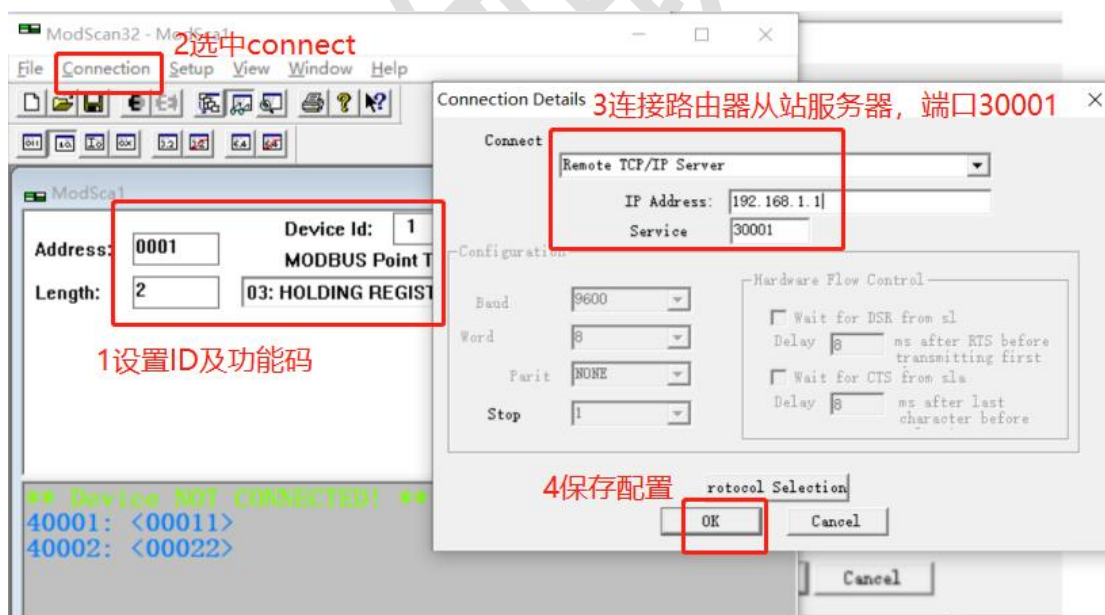 ModScan32 - ModSca1
2选中connect
File Connection Setup View Window Help
ModSca1
Address: 0001
Device Id: 1
MODBUS Point T
Length: 2
03: HOLDING REGIST
1设置ID及功能码
** Device NOT CONNECTED! **
40001: <00011>
40002: <00022>
Connection Details
3连接路由器从站服务器，端口30001
Connect
Remote TCP/IP Server
IP Address: 192.168.1.1
Service 30001
Configuration
Baud 9600
Word 8
Parit NONE
Stop 1
Hardware Flow Control
Wait for DSR from sl
Delay 8 ms after RTS before
transmitting first
Wait for CTS from sla
Delay 8 ms after last
character before
4保存配置
rotocol Selection
OK Cancel
Cancel